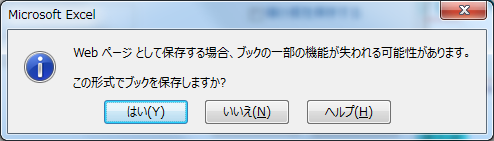 Microsoft Excel
Web ページ として保存する場合、ブックの一部の機能が失われる可能性があります。
この形式でブックを保存しますか?
はい(Y)
いいえ(N)
ヘルプ(H)